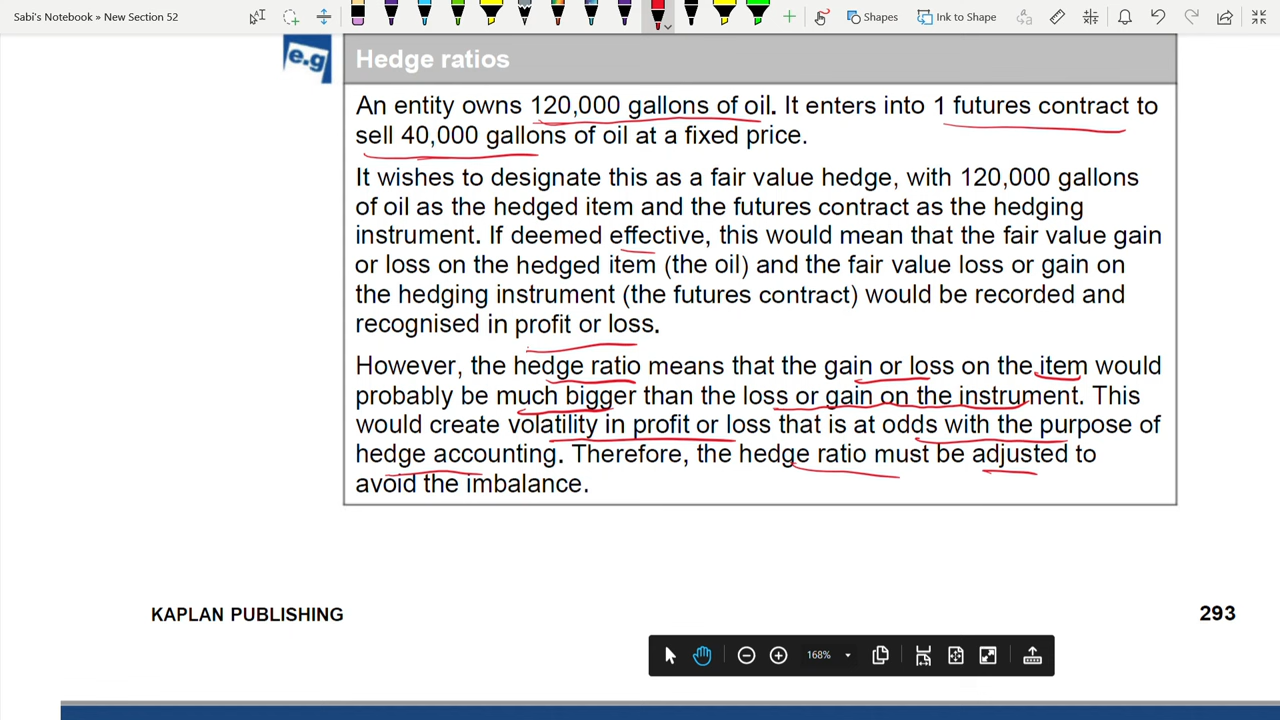 Sabi's Notebook » New Section 52
Shapes
Ink to Shape
e.g
Hedge ratios
An entity owns 120,000 gallons of oil. It enters into 1 futures contract to
sell 40,000 gallons of oil at a fixed price.
It wishes to designate this as a fair value hedge, with 120,000 gallons
of oil as the hedged item and the futures contract as the hedging
instrument. If deemed effective, this would mean that the fair value gain
or loss on the hedged item (the oil) and the fair value loss or gain on
the hedging instrument (the futures contract) would be recorded and
recognised in profit or loss.
However, the hedge ratio means that the gain or loss on the item would
probably be much bigger than the loss or gain on the instrument. This
would create volatility in profit or loss that is at odds with the purpose of
hedge accounting. Therefore, the hedge ratio must be adjusted to
avoid the imbalance.
KAPLAN PUBLISHING
293
168%